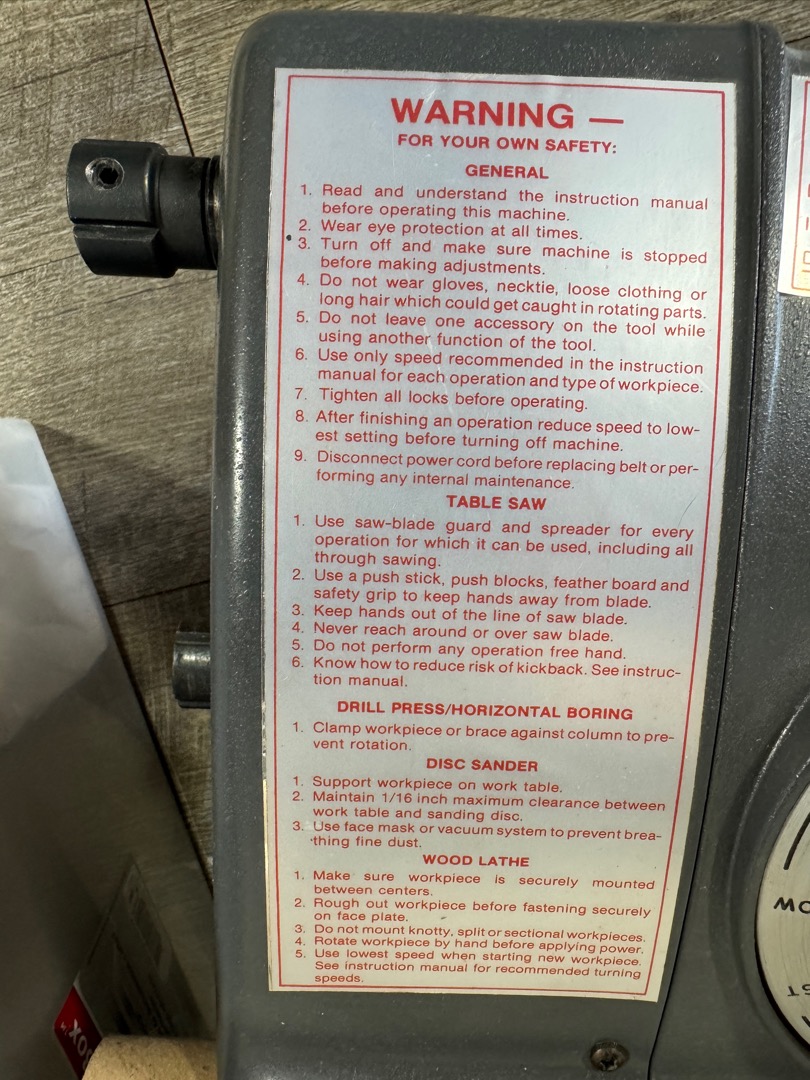 WARNING —
FOR YOUR OWN SAFETY:
GENERAL
1. Read and understand the instruction manual
before operating this machine.
2. Wear eye protection at all times.
3. Turn off and make sure machine is stopped
before making adjustments.
4. Do not wear gloves, necktie, loose clothing or
long hair which could get caught in rotating parts.
5. Do not leave one accessory on the tool while
using another function of the tool.
6. Use only speed recommended in the instruction
manual for each operation and type of workpiece.
7. Tighten all locks before operating.
8. After finishing an operation reduce speed to low-
est setting before turning off machine.
9. Disconnect power cord before replacing belt or per-
forming any internal maintenance.
TABLE SAW
1. Use saw-blade guard and spreader for every
operation for which it can be used, including all
through sawing.
2. Use a push stick, push blocks, feather board and
safety grip to keep hands away from blade.
3. Keep hands out of the line of saw blade.
4. Never reach around or over saw blade.
5. Do not perform any operation free hand.
6. Know how to reduce risk of kickback. See instruc-
tion manual.
DRILL PRESS/HORIZONTAL BORING
1. Clamp workpiece or brace against column to pre-
vent rotation.
DISC SANDER
1. Support workpiece on work table.
2. Maintain 1/16 inch maximum clearance between
work table and sanding disc.
3. Use face mask or vacuum system to prevent brea-
thing fine dust.
WOOD LATHE
1. Make sure workpiece is securely mounted
between centers.
2. Rough out workpiece before fastening securely
on face plate.
3. Do not mount knotty, split or sectional workpieces.
4. Rotate workpiece by hand before applying power.
5. Use lowest speed when starting new workpiece.
See instruction manual for recommended turning
speeds.
MO